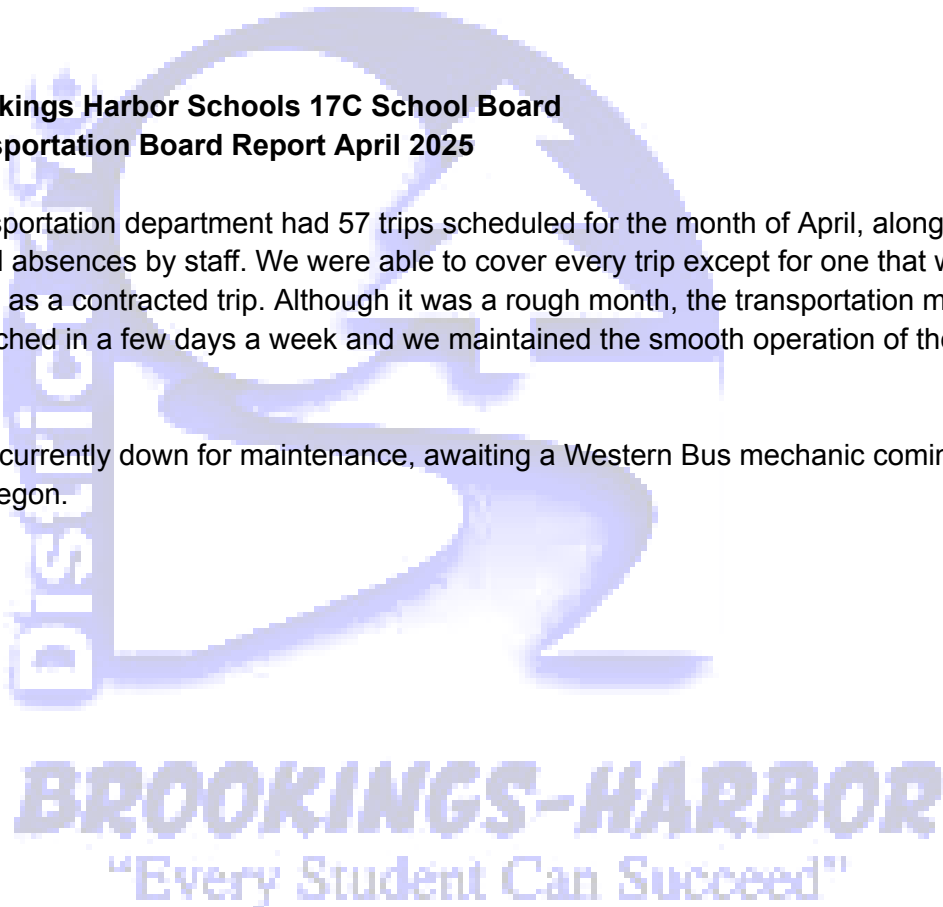 kings Harbor Schools 17C School Board
sportation Board Report April 2025
sportation department had 57 trips scheduled for the month of April, along
absences by staff. We were able to cover every trip except for one that w
as a contracted trip. Although it was a rough month, the transportation m
ched in a few days a week and we maintained the smooth operation of the
currently down for maintenance, awaiting a Western Bus mechanic comin
egon.
District
BROOKINGS-HARBOR
"Every Student Can Succeed"